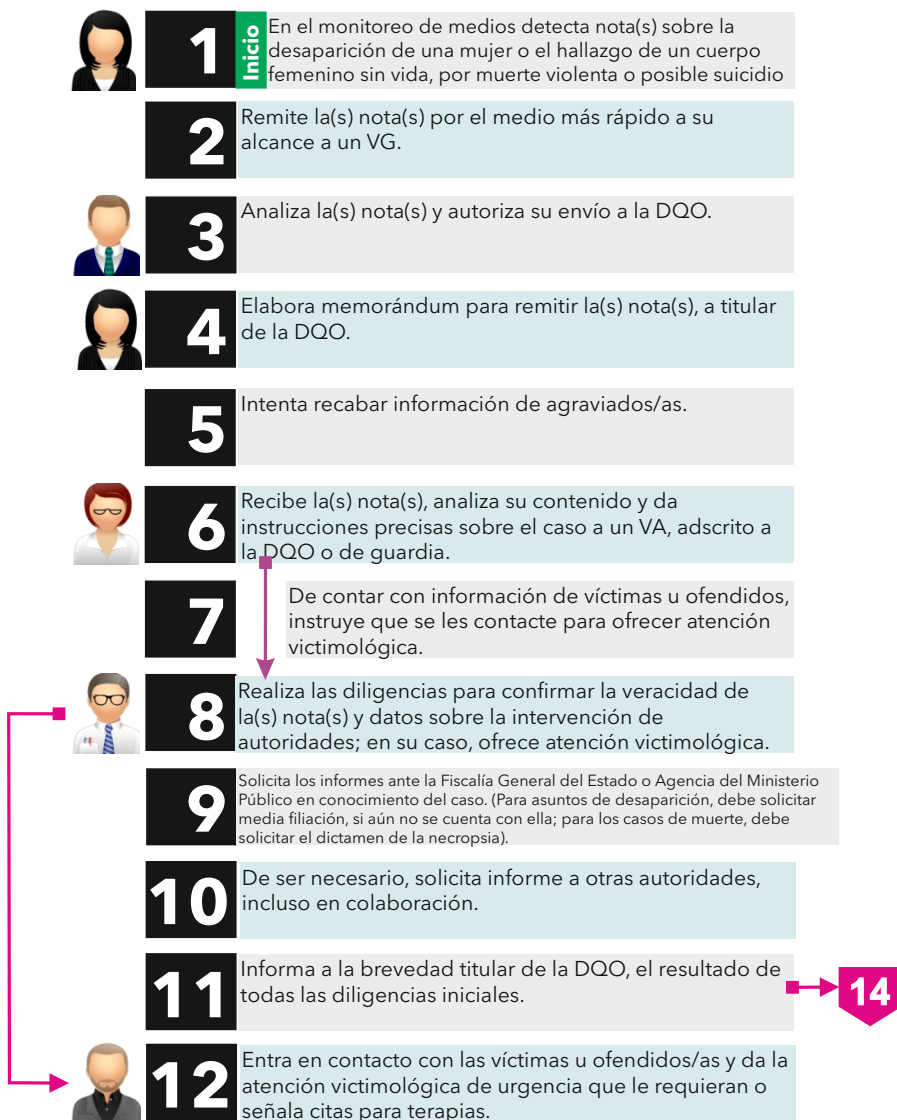 1
Inicio
En el monitoreo de medios detecta nota(s) sobre la
desaparición de una mujer o el hallazgo de un cuerpo
femenino sin vida, por muerte violenta o posible suicidio
2
Remite la(s) nota(s) por el medio más rápido a su
alcance a un VG.
3
Analiza la(s) nota(s) y autoriza su envío a la DQO.
4
Elabora memorándum para remitir la(s) nota(s), a titular
de la DQO.
5
Intenta recabar información de agraviados/as.
6
Recibe la(s) nota(s), analiza su contenido y da
instrucciones precisas sobre el caso a un VA, adscrito a
la DQO o de guardia.
7
De contar con información de víctimas u ofendidos,
instruye que se les contacte para ofrecer atención
victimológica.
8
Realiza las diligencias para confirmar la veracidad de
la(s) nota(s) y datos sobre la intervención de
autoridades; en su caso, ofrece atención victimológica.
9
Solicita los informes ante la Fiscalía General del Estado o Agencia del Ministerio
Público en conocimiento del caso. (Para asuntos de desaparición, debe solicitar
media filiación, si aún no se cuenta con ella; para los casos de muerte, debe
solicitar el dictamen de la necropsia).
10
De ser necesario, solicita informe a otras autoridades,
incluso en colaboración.
11
Informa a la brevedad titular de la DQO, el resultado de
todas las diligencias iniciales.
14
12
Entra en contacto con las víctimas u ofendidos/as y da la
atención victimológica de urgencia que le requieran o
señala citas para terapias.